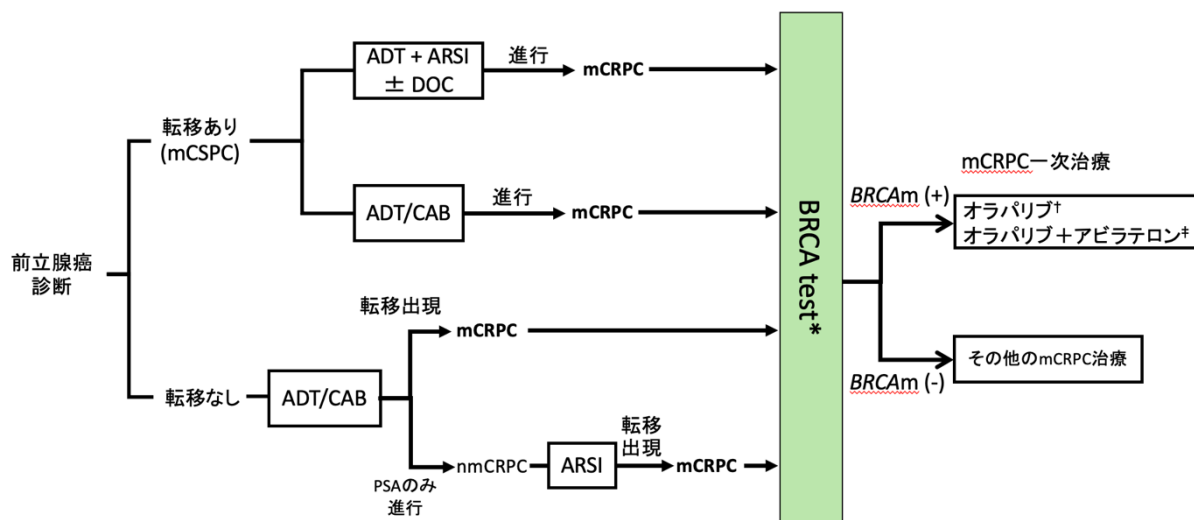 前立腺癌
診断
転移あり
(mCSPC)
ADT + ARSI
± DOC
進行
mCRPC
ADT/CAB
進行
mCRPC
転移なし
ADT/CAB
転移出現
mCRPC
PSAのみ
進行
nmCRPC
ARSI
転移
出現
mCRPC
BRCA test*
mCRPC一次治療
BRCAm (+)
オラパリブ†
オラパリブ＋アビラテロン‡
BRCAm (-)
その他のmCRPC治療